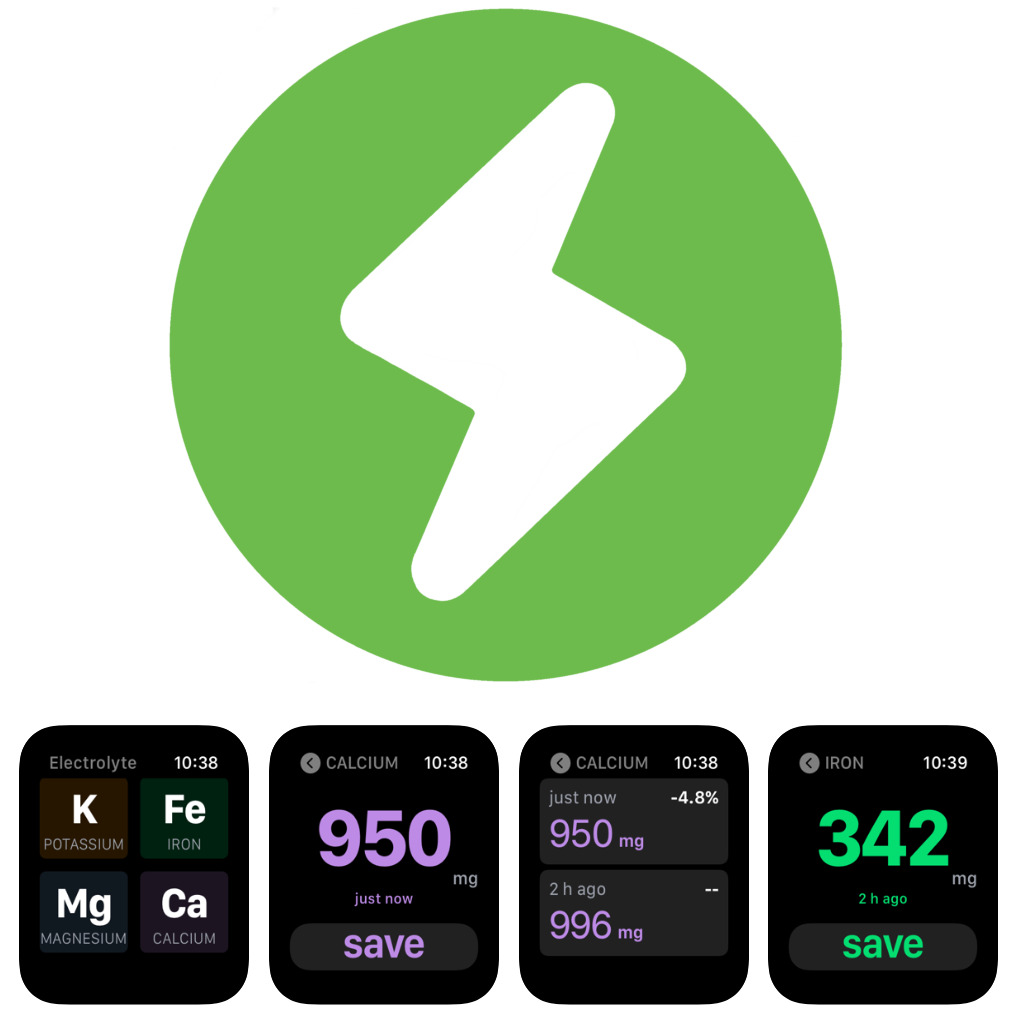 Electrolyte 10:38
K Fe
POTASSIUM IRON
Mg Ca
MAGNESIUM CALCIUM
CALCIUM 10:38
950
mg
just now
save
CALCIUM 10:38
just now -4.8%
950 mg
2 h ago --
996 mg
IRON 10:39
342
mg
2 h ago
save